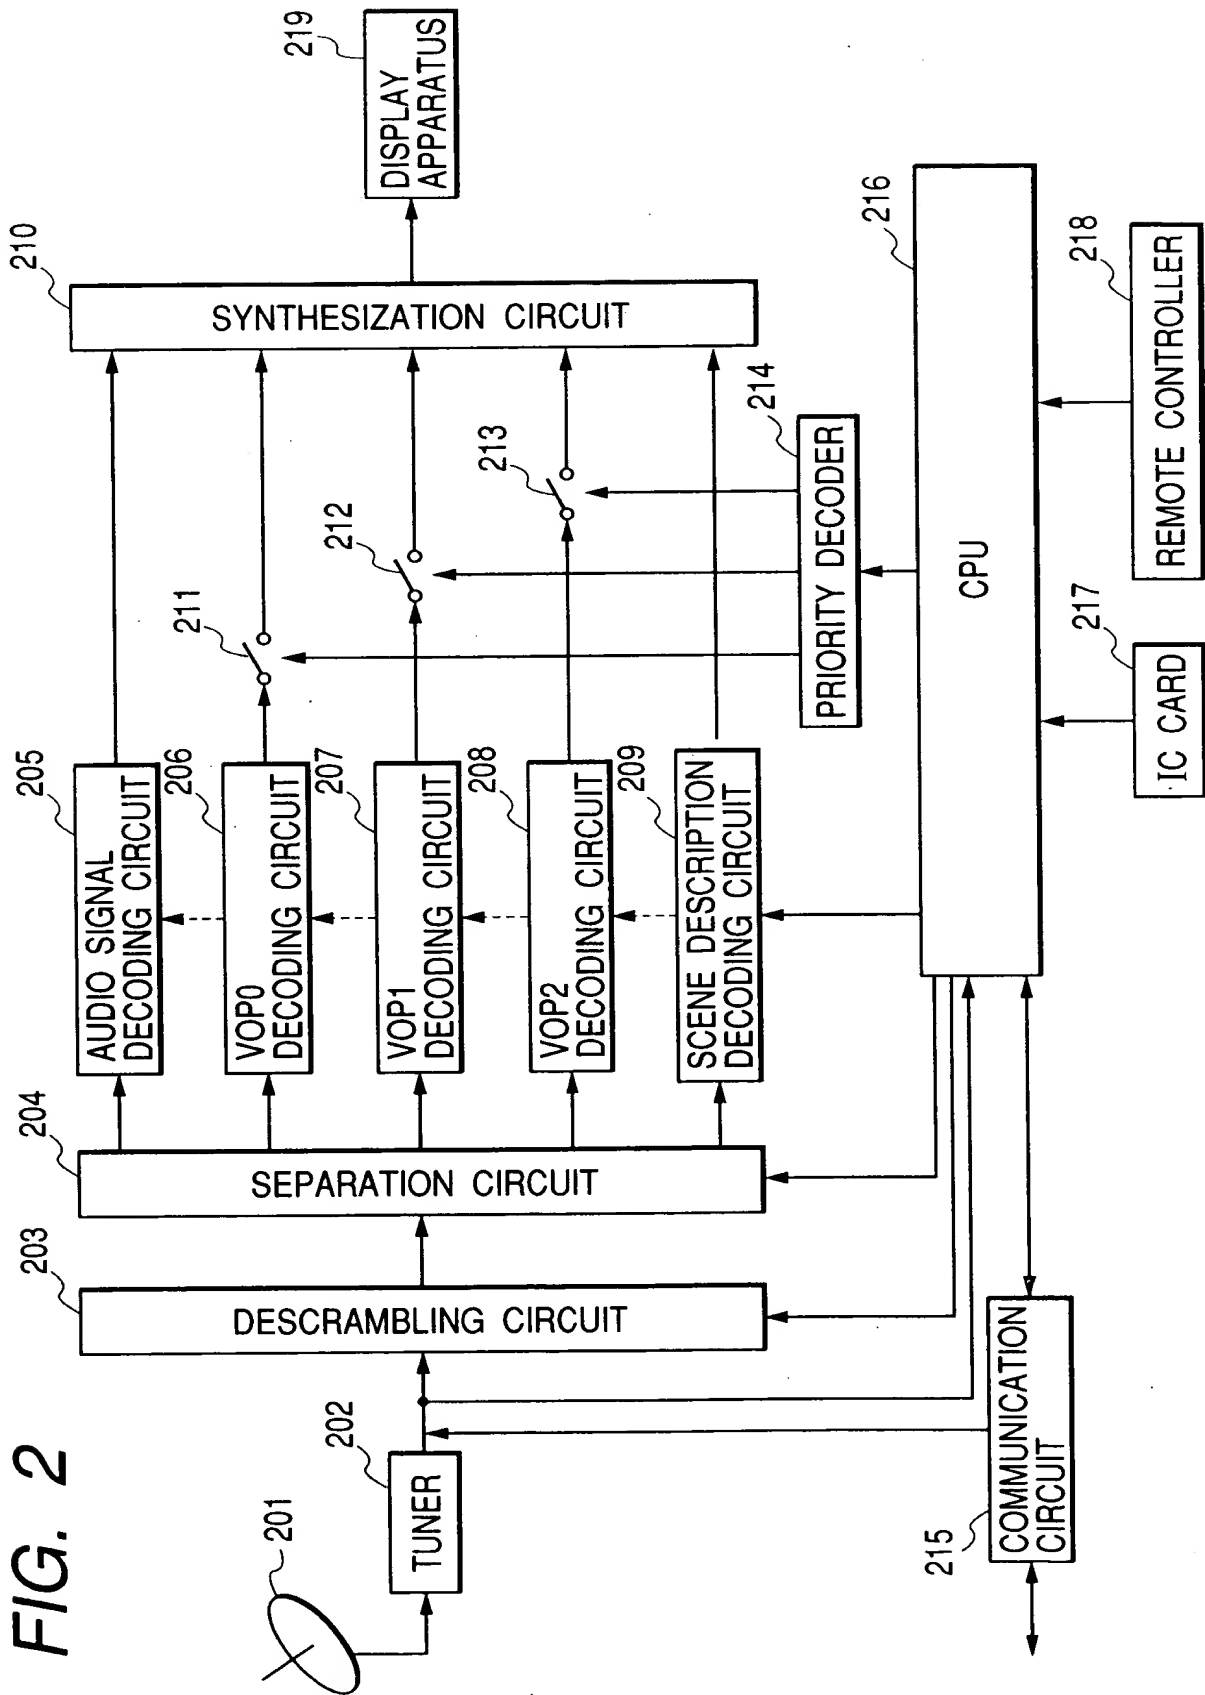 FIG. 2
201
TUNER
202
DESCRAMBLING CIRCUIT
203
SEPARATION CIRCUIT
204
AUDIO SIGNAL
DECODING CIRCUIT
205
VOP0
DECODING CIRCUIT
206
VOP1
DECODING CIRCUIT
207
VOP2
DECODING CIRCUIT
208
SCENE DESCRIPTION
DECODING CIRCUIT
209
211
212
213
SYNTHESIZATION CIRCUIT
210
DISPLAY
APPARATUS
219
PRIORITY DECODER
214
COMMUNICATION
CIRCUIT
215
CPU
216
IC CARD
217
REMOTE CONTROLLER
218